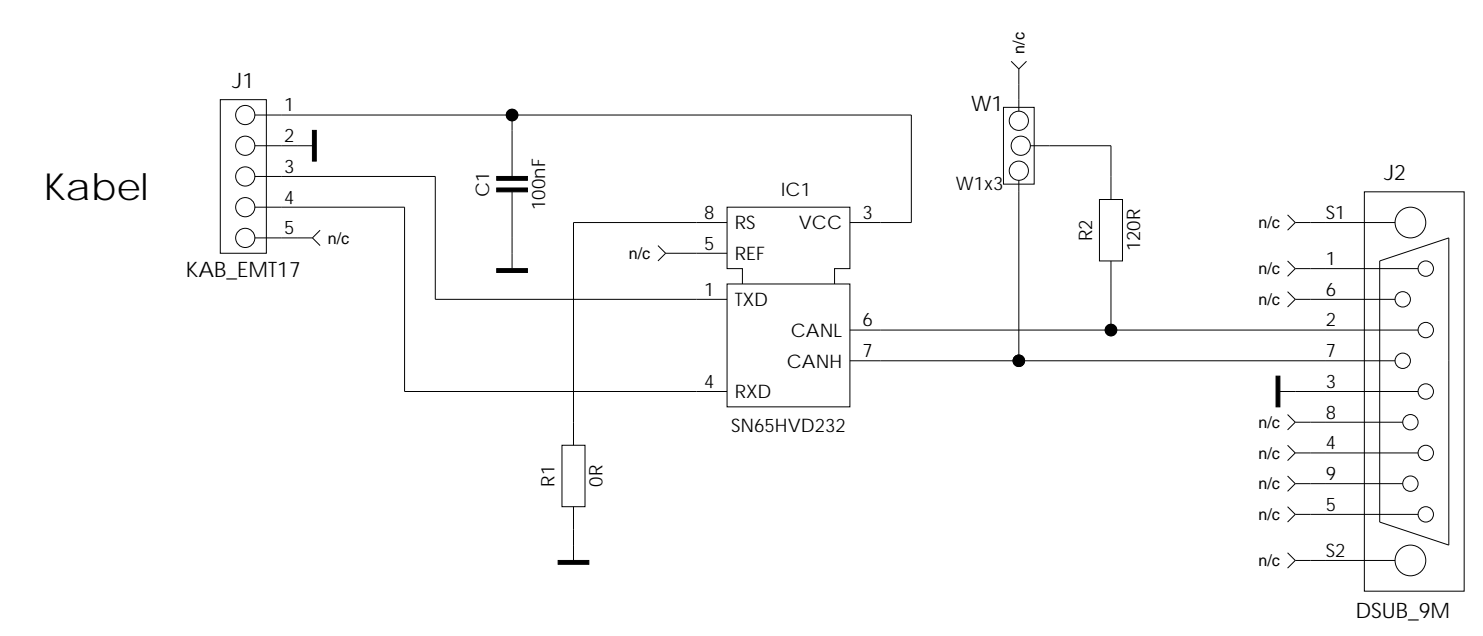 Kabel
J1
1
2
3
4
5
n/c
KAB_EMT17
C1
100nF
R1
0R
IC1
8
RS
VCC
3
n/c
5
REF
1
TXD
CANL
6
CANH
7
4
RXD
SN65HVD232
n/c
W1
W1x3
R2
120R
J2
n/c
S1
n/c
1
n/c
6
2
7
3
n/c
8
n/c
4
n/c
9
n/c
5
n/c
S2
DSUB_9M